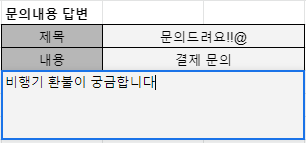 문의내용 답변
제목 문의드려요!!@
내용 결제 문의
비행기 환불이 궁금합니다